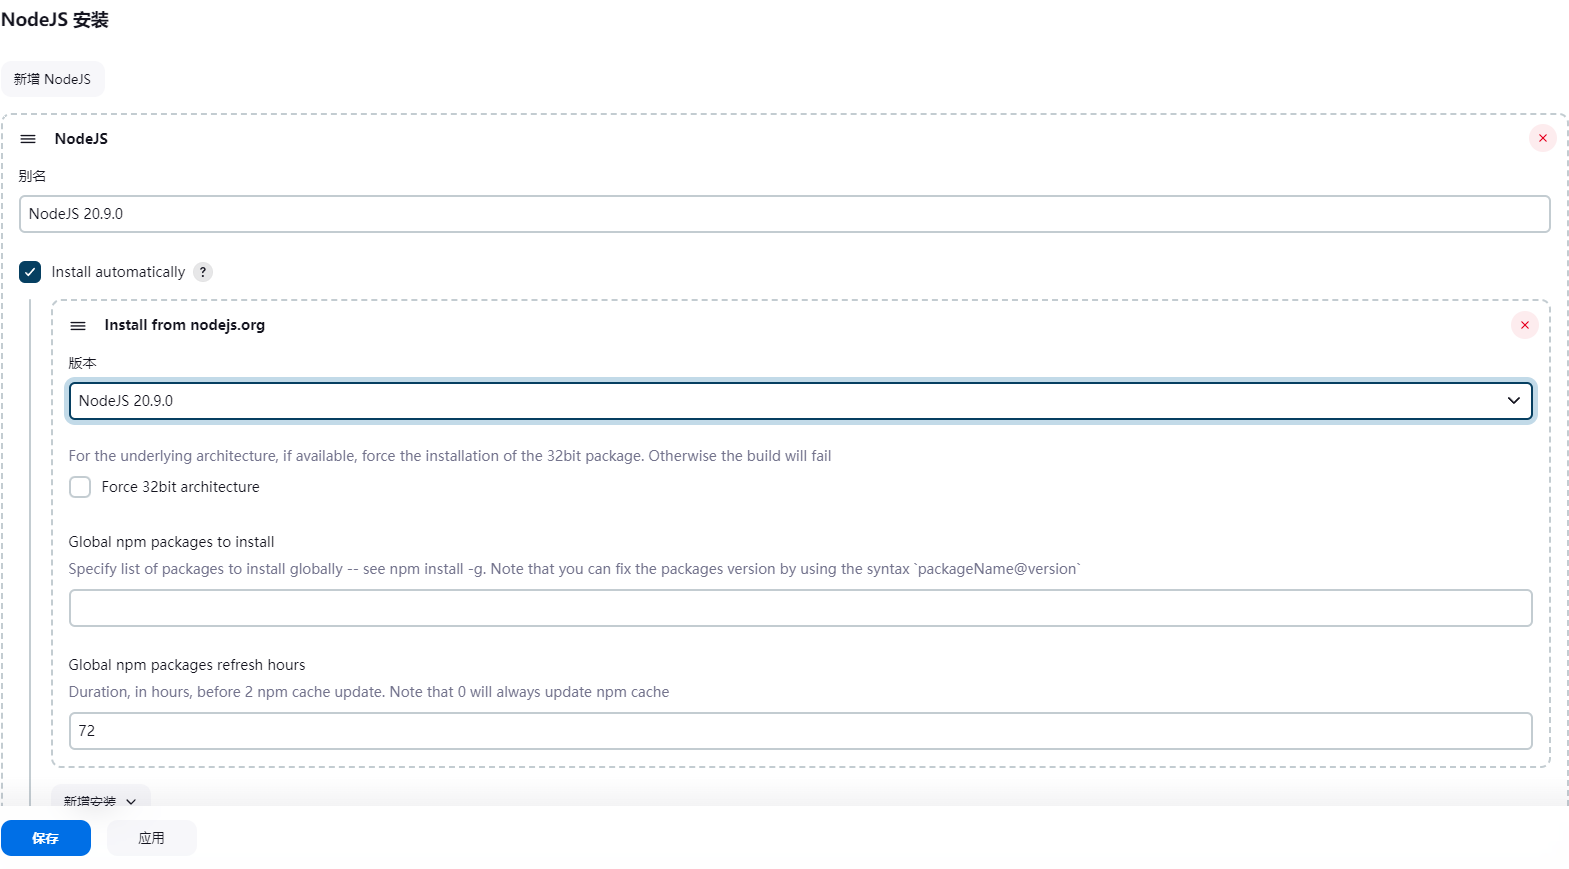 NodeJS 安装
新增 NodeJS
NodeJS
别名
NodeJS 20.9.0
Install automatically ?
Install from nodejs.org
版本
NodeJS 20.9.0
For the underlying architecture, if available, force the installation of the 32bit package. Otherwise the build will fail
Force 32bit architecture
Global npm packages to install
Specify list of packages to install globally -- see npm install -g. Note that you can fix the packages version by using the syntax `packageName@version`
Global npm packages refresh hours
Duration, in hours, before 2 npm cache update. Note that 0 will always update npm cache
72
新增安装
保存
应用